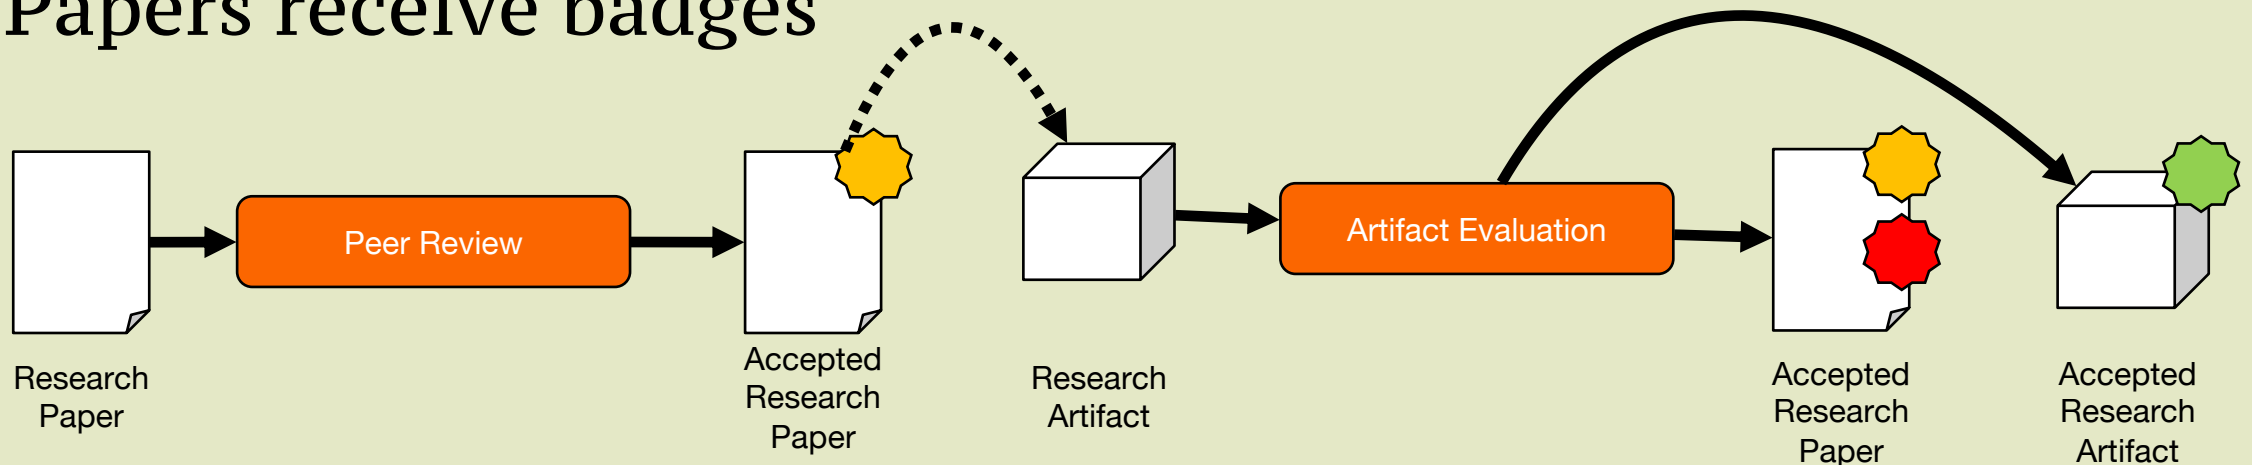 Papers receive badges
Peer Review
Artifact Evaluation
Research
Paper
Accepted
Research
Paper
Research
Artifact
Accepted
Research
Paper
Accepted
Research
Artifact